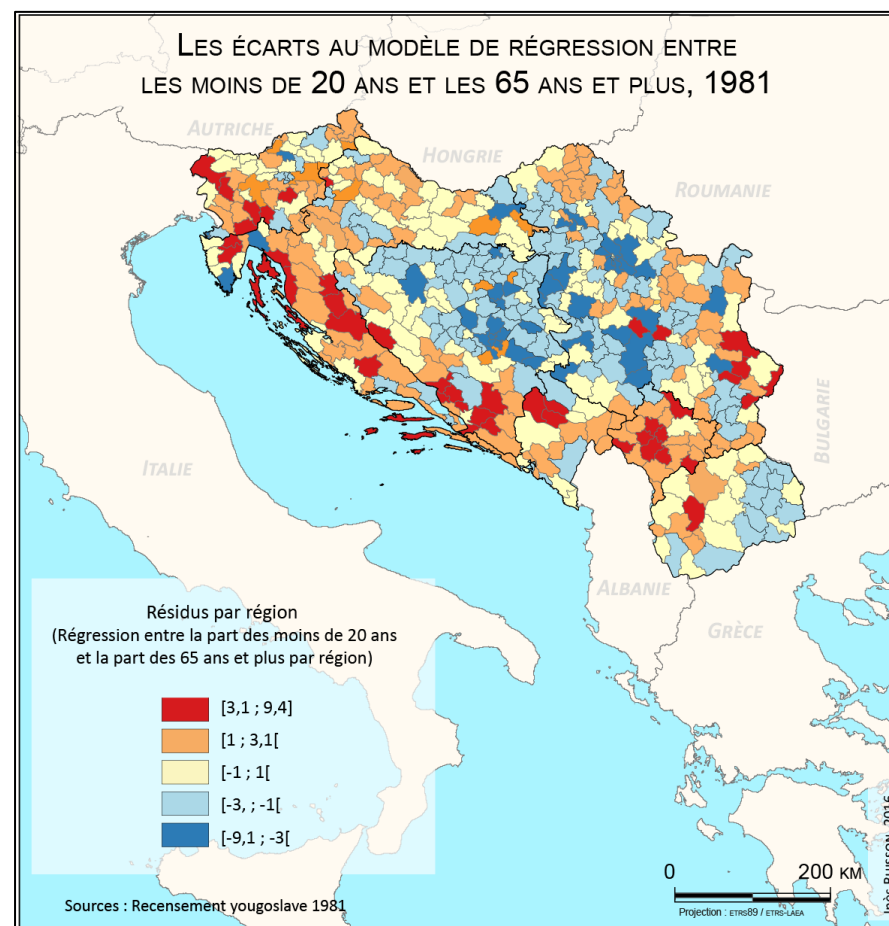 LES ÉCARTS AU MODÈLE DE RÉGRESSION ENTRE
LES MOINS DE 20 ANS ET LES 65 ANS ET PLUS, 1981
AUTRICHE
HONGRIE
ROUMANIE
BULGARIE
ITALIE
ALBANIE
GRÈCE
Résidus par région
(Régression entre la part des moins de 20 ans
et la part des 65 ans et plus par région)
[3,1 ; 9,4]
[1 ; 3,1[
[-1 ; 1[
[-3, ; -1[
[-9,1 ; -3[
Sources : Recensement yougoslave 1981
0 200 KM
Projection : ETRS89 / ETRS-LAEA
2016